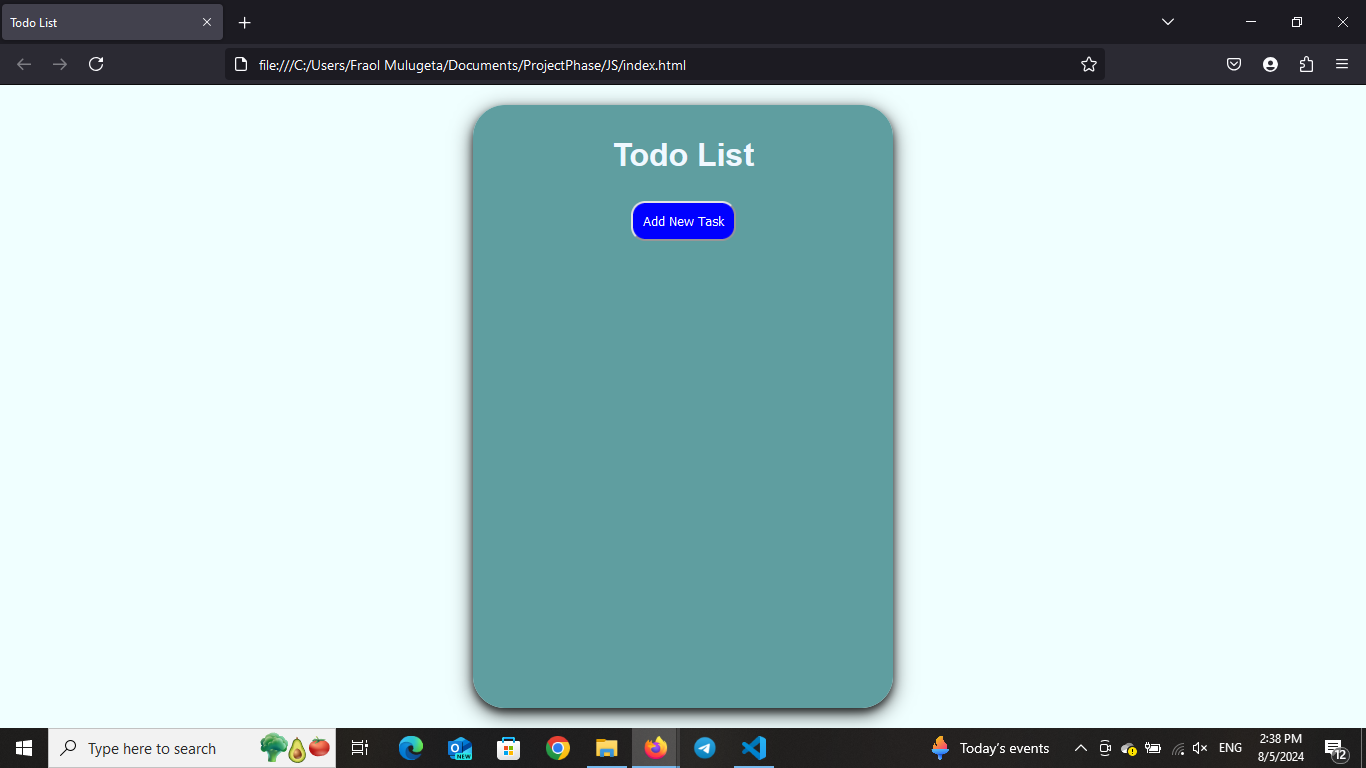 Todo List
file:///C:/Users/Fraol Mulugeta/Documents/ProjectPhase/JS/index.html
Todo List
Add New Task
Type here to search
NEW
Today's events
ENG
2:38 PM
8/5/2024
12